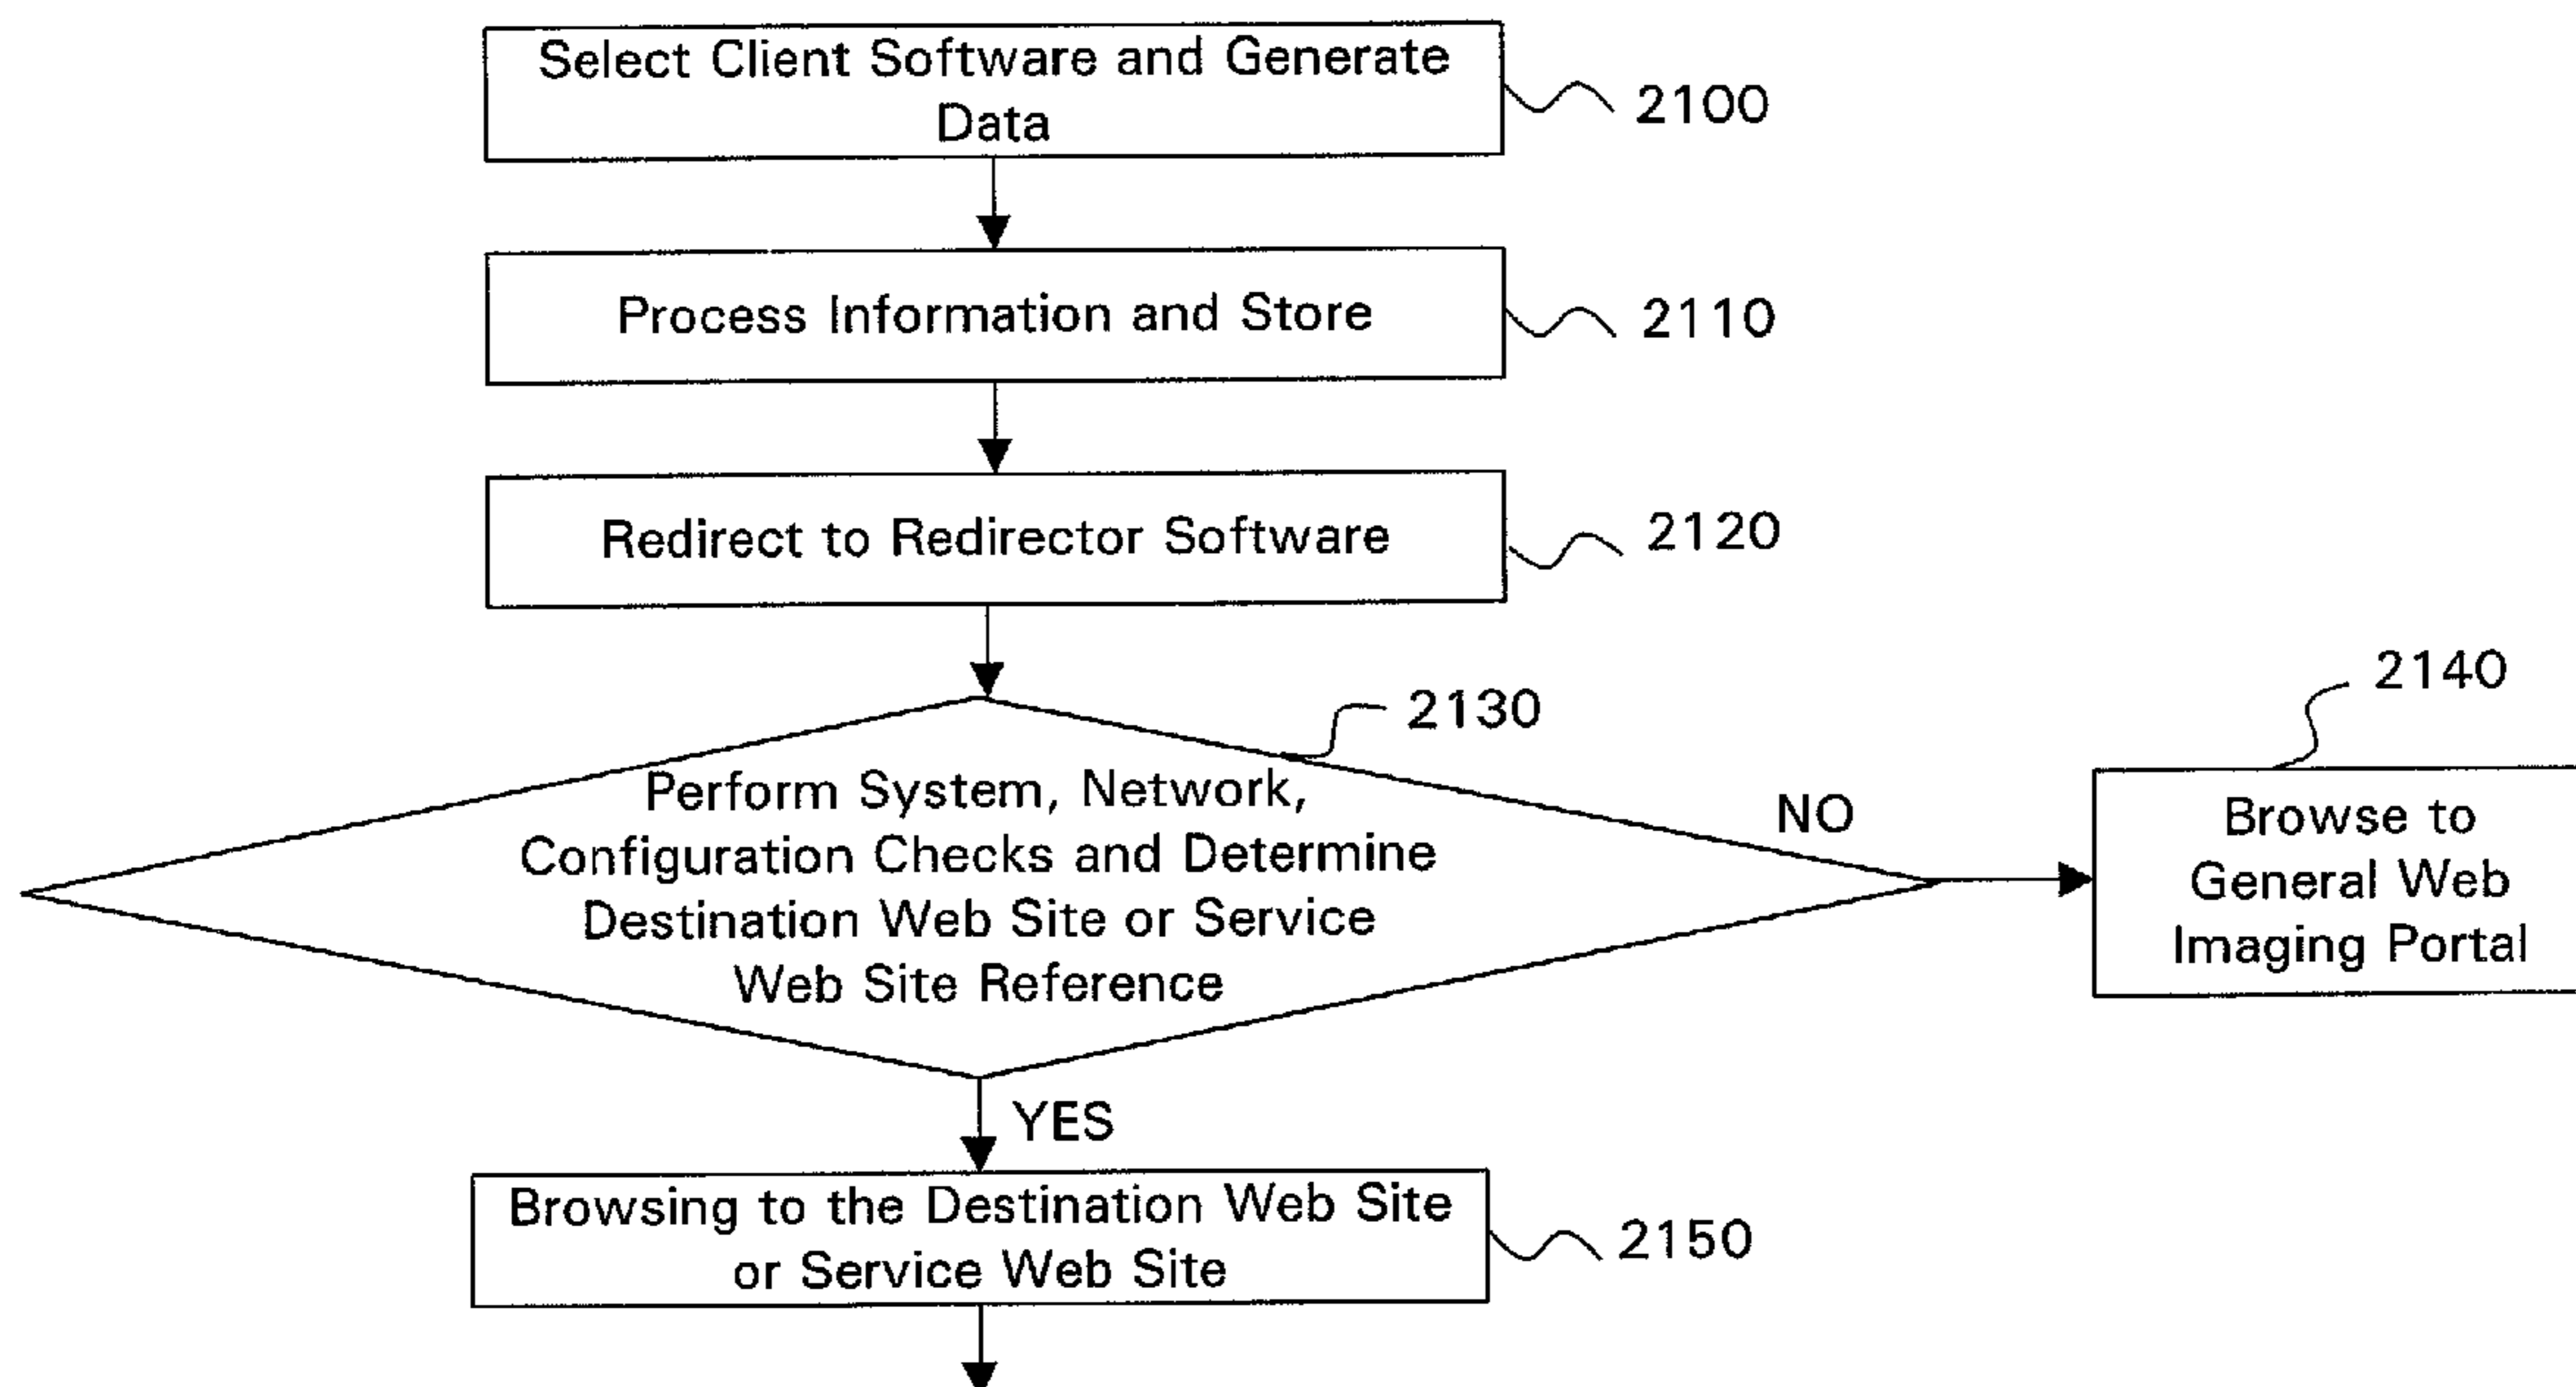 Select Client Software and Generate
Data
2100
Process Information and Store
2110
Redirect to Redirector Software
2120
2130
2140
Perform System, Network,
Configuration Checks and Determine
Destination Web Site or Service
Web Site Reference
NO
Browse to
General Web
Imaging Portal
YES
Browsing to the Destination Web Site
or Service Web Site
2150